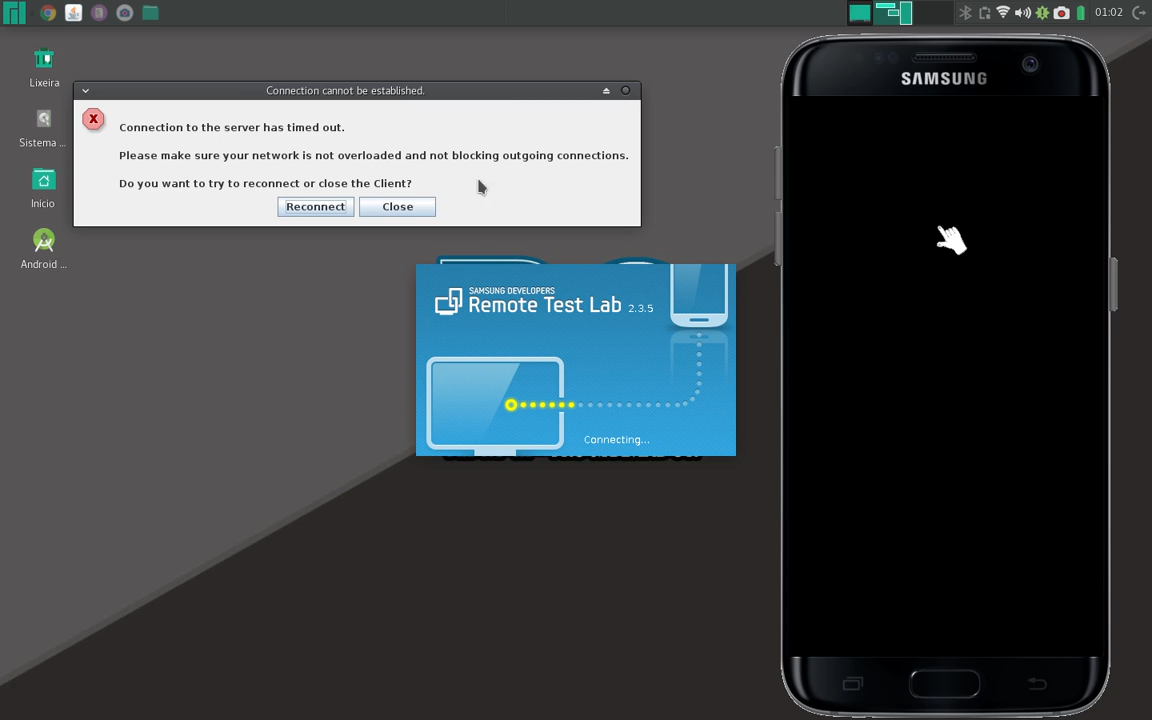 01:02
Lixeira
Sistema ...
Início
Android ...
Connection cannot be established.
X
Connection to the server has timed out.
Please make sure your network is not overloaded and not blocking outgoing connections.
Do you want to try to reconnect or close the Client?
Reconnect
Close
SAMSUNG DEVELOPERS
Remote Test Lab 2.3.5
Connecting...
SAMSUNG